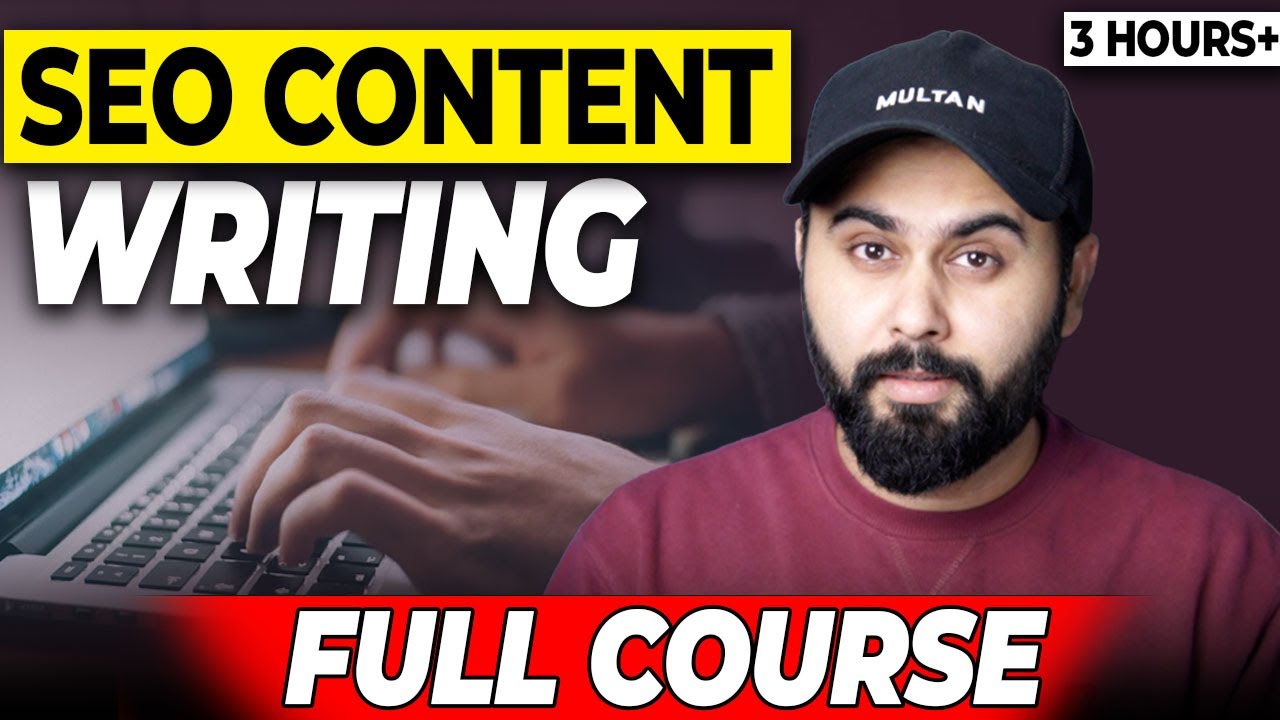 3 HOURS+
SEO CONTENT
WRITING
MULTAN
FULL COURSE